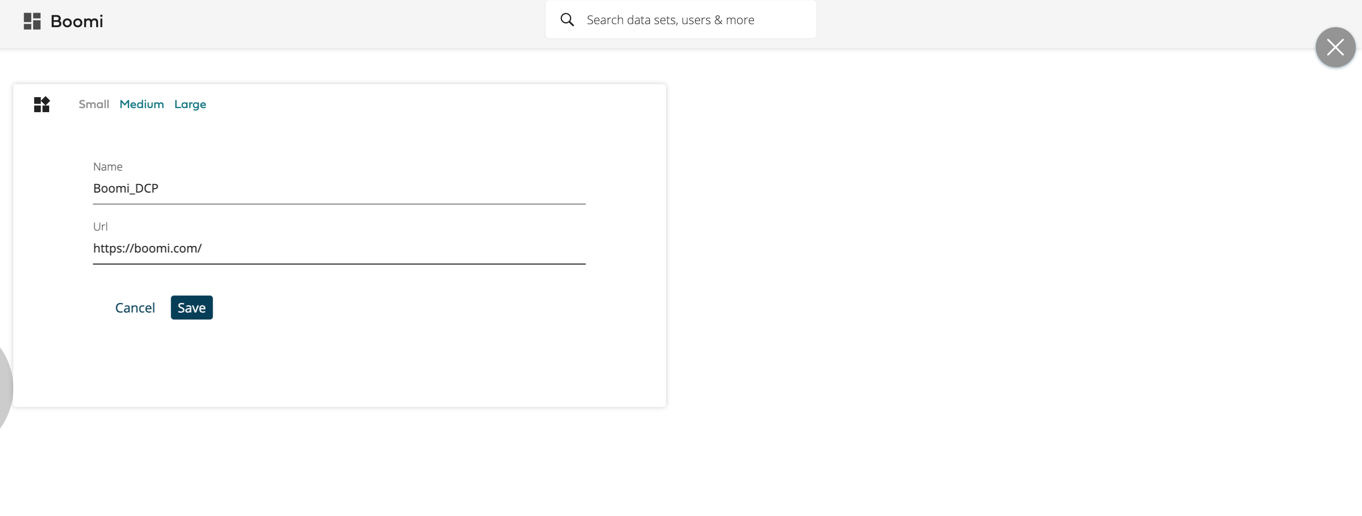 Boomi
Search data sets, users & more
Small Medium Large
Name
Boomi_DCP
Url
https://boomi.com/
Cancel Save